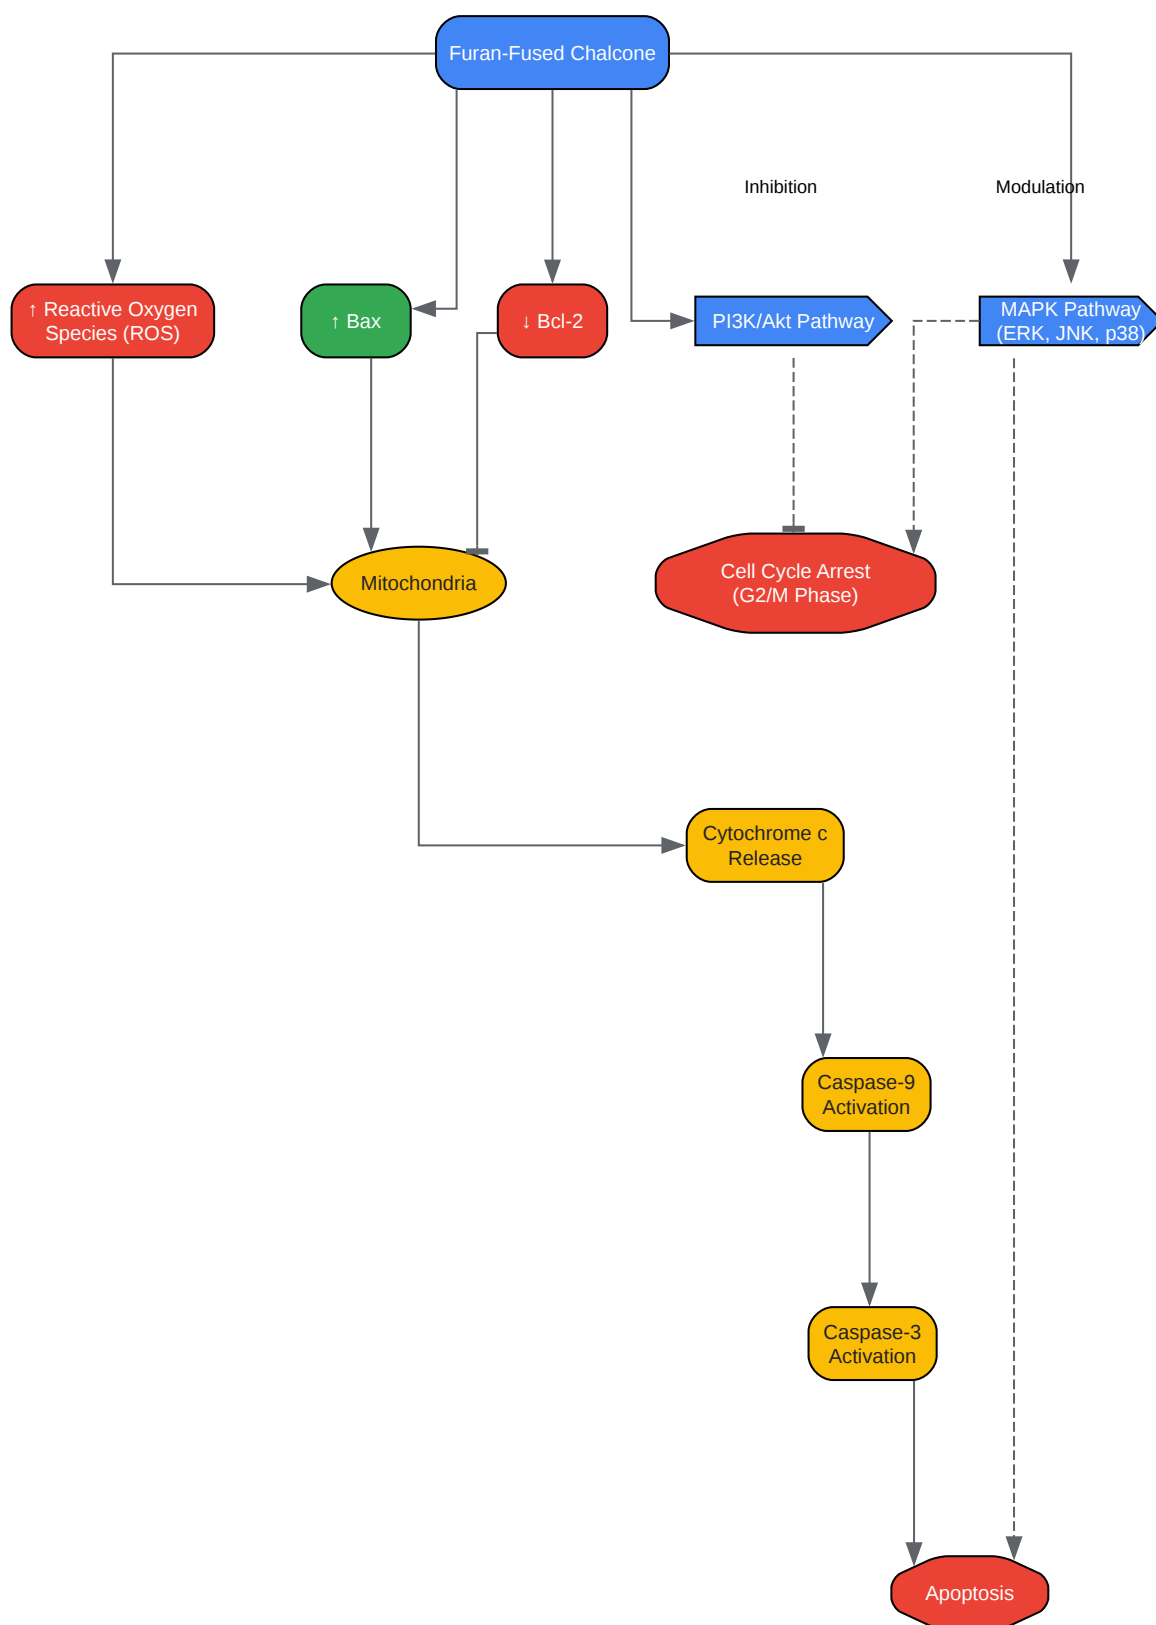 Furan-Fused Chalcone
Inhibition
Modulation
↑ Reactive Oxygen
Species (ROS)
↑ Bax
↓ Bcl-2
PI3K/Akt Pathway
MAPK Pathway
(ERK, JNK, p38)
Mitochondria
Cell Cycle Arrest
(G2/M Phase)
Cytochrome c
Release
Caspase-9
Activation
Caspase-3
Activation
Apoptosis